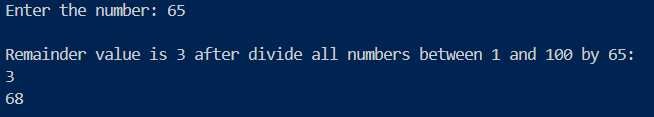 Enter the number: 65
Remainder value is 3 after divide all numbers between 1 and 100 by 65:
3
68